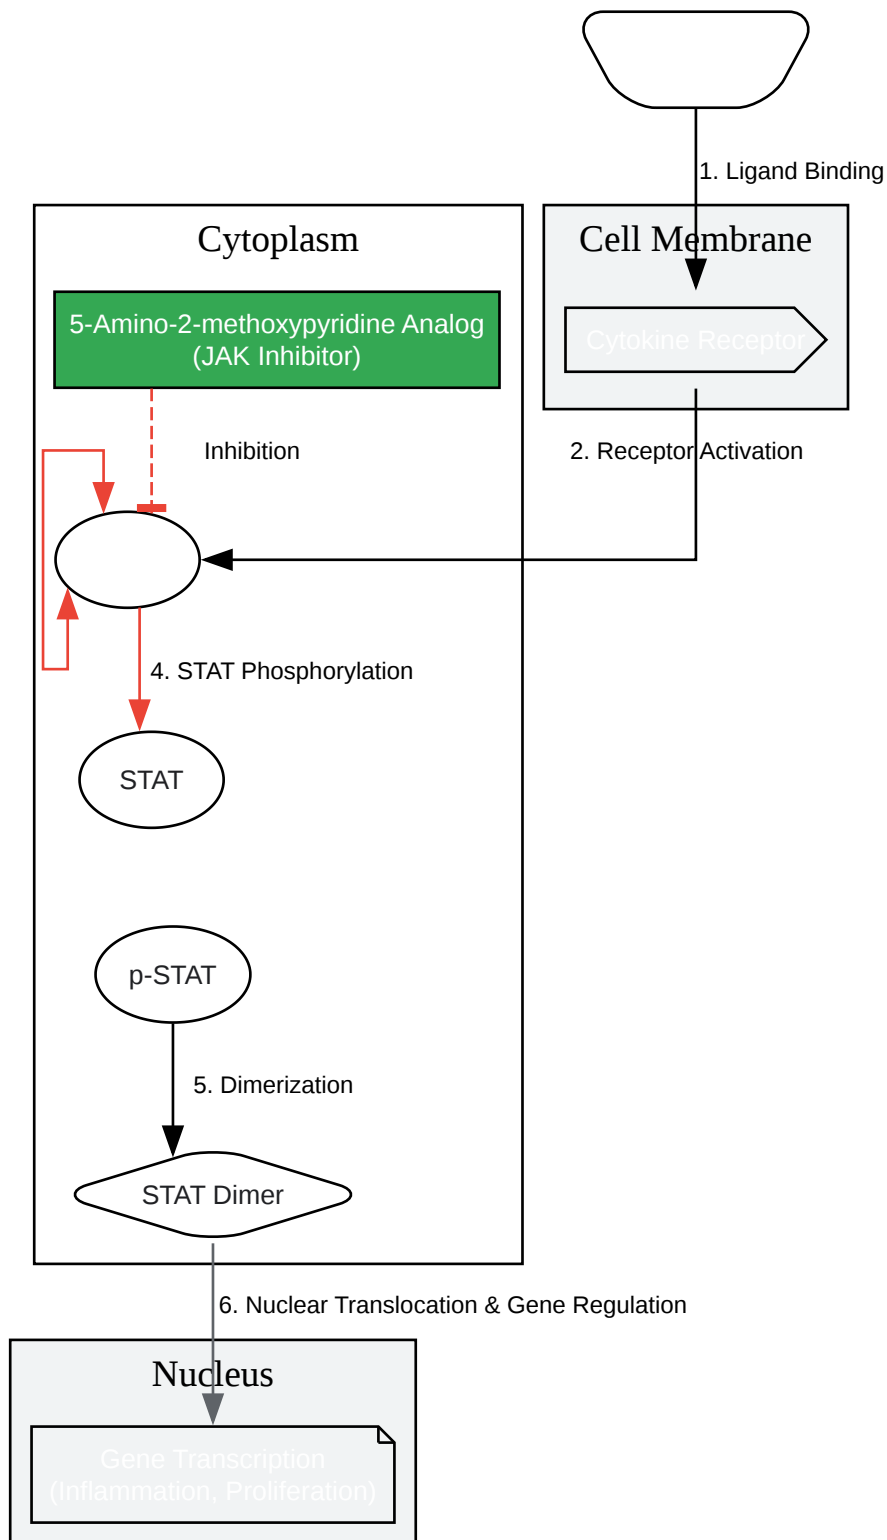 1. Ligand Binding
Cytoplasm
Cell Membrane
5-Amino-2-methoxypyridine Analog
(JAK Inhibitor)
Cytokine Receptor
Inhibition
2. Receptor Activation
4. STAT Phosphorylation
STAT
p-STAT
5. Dimerization
STAT Dimer
6. Nuclear Translocation & Gene Regulation
Nucleus
Gene Transcription
(Inflammation, Proliferation)